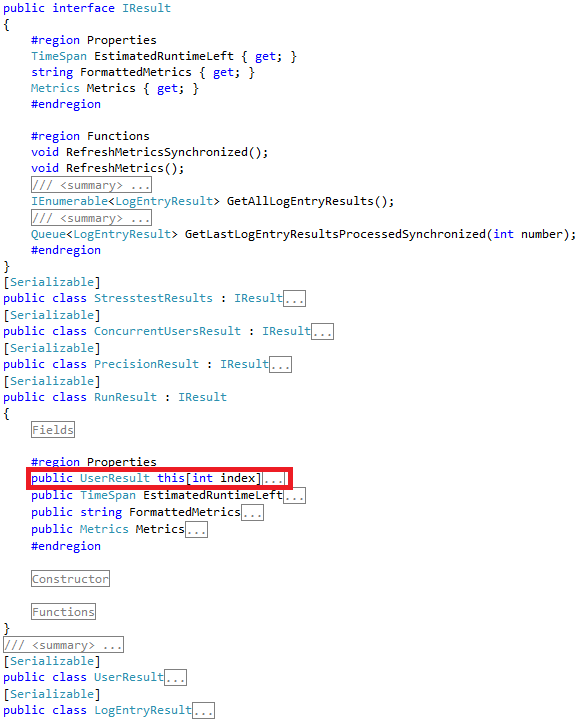 public interface IResult
{
#region Properties
TimeSpan EstimatedRuntimeLeft { get; }
string FormattedMetrics { get; }
Metrics Metrics { get; }
#endregion
#region Functions
void RefreshMetricsSynchronized();
void RefreshMetrics();
/// <summary> ...
IEnumerable<LogEntryResult> GetAllLogEntryResults();
/// <summary> ...
Queue<LogEntryResult> GetLastLogEntryResultsProcessedSynchronized(int number);
#endregion
}
[Serializable]
public class StresstestResults : IResult...
[Serializable]
public class ConcurrentUsersResult : IResult...
[Serializable]
public class PrecisionResult : IResult...
[Serializable]
public class RunResult : IResult
{
Fields
#region Properties
public UserResult this[int index]...
public TimeSpan EstimatedRuntimeLeft...
public string FormattedMetrics...
public Metrics Metrics...
#endregion
Constructor
Functions
}
/// <summary> ...
[Serializable]
public class UserResult...
[Serializable]
public class LogEntryResult...